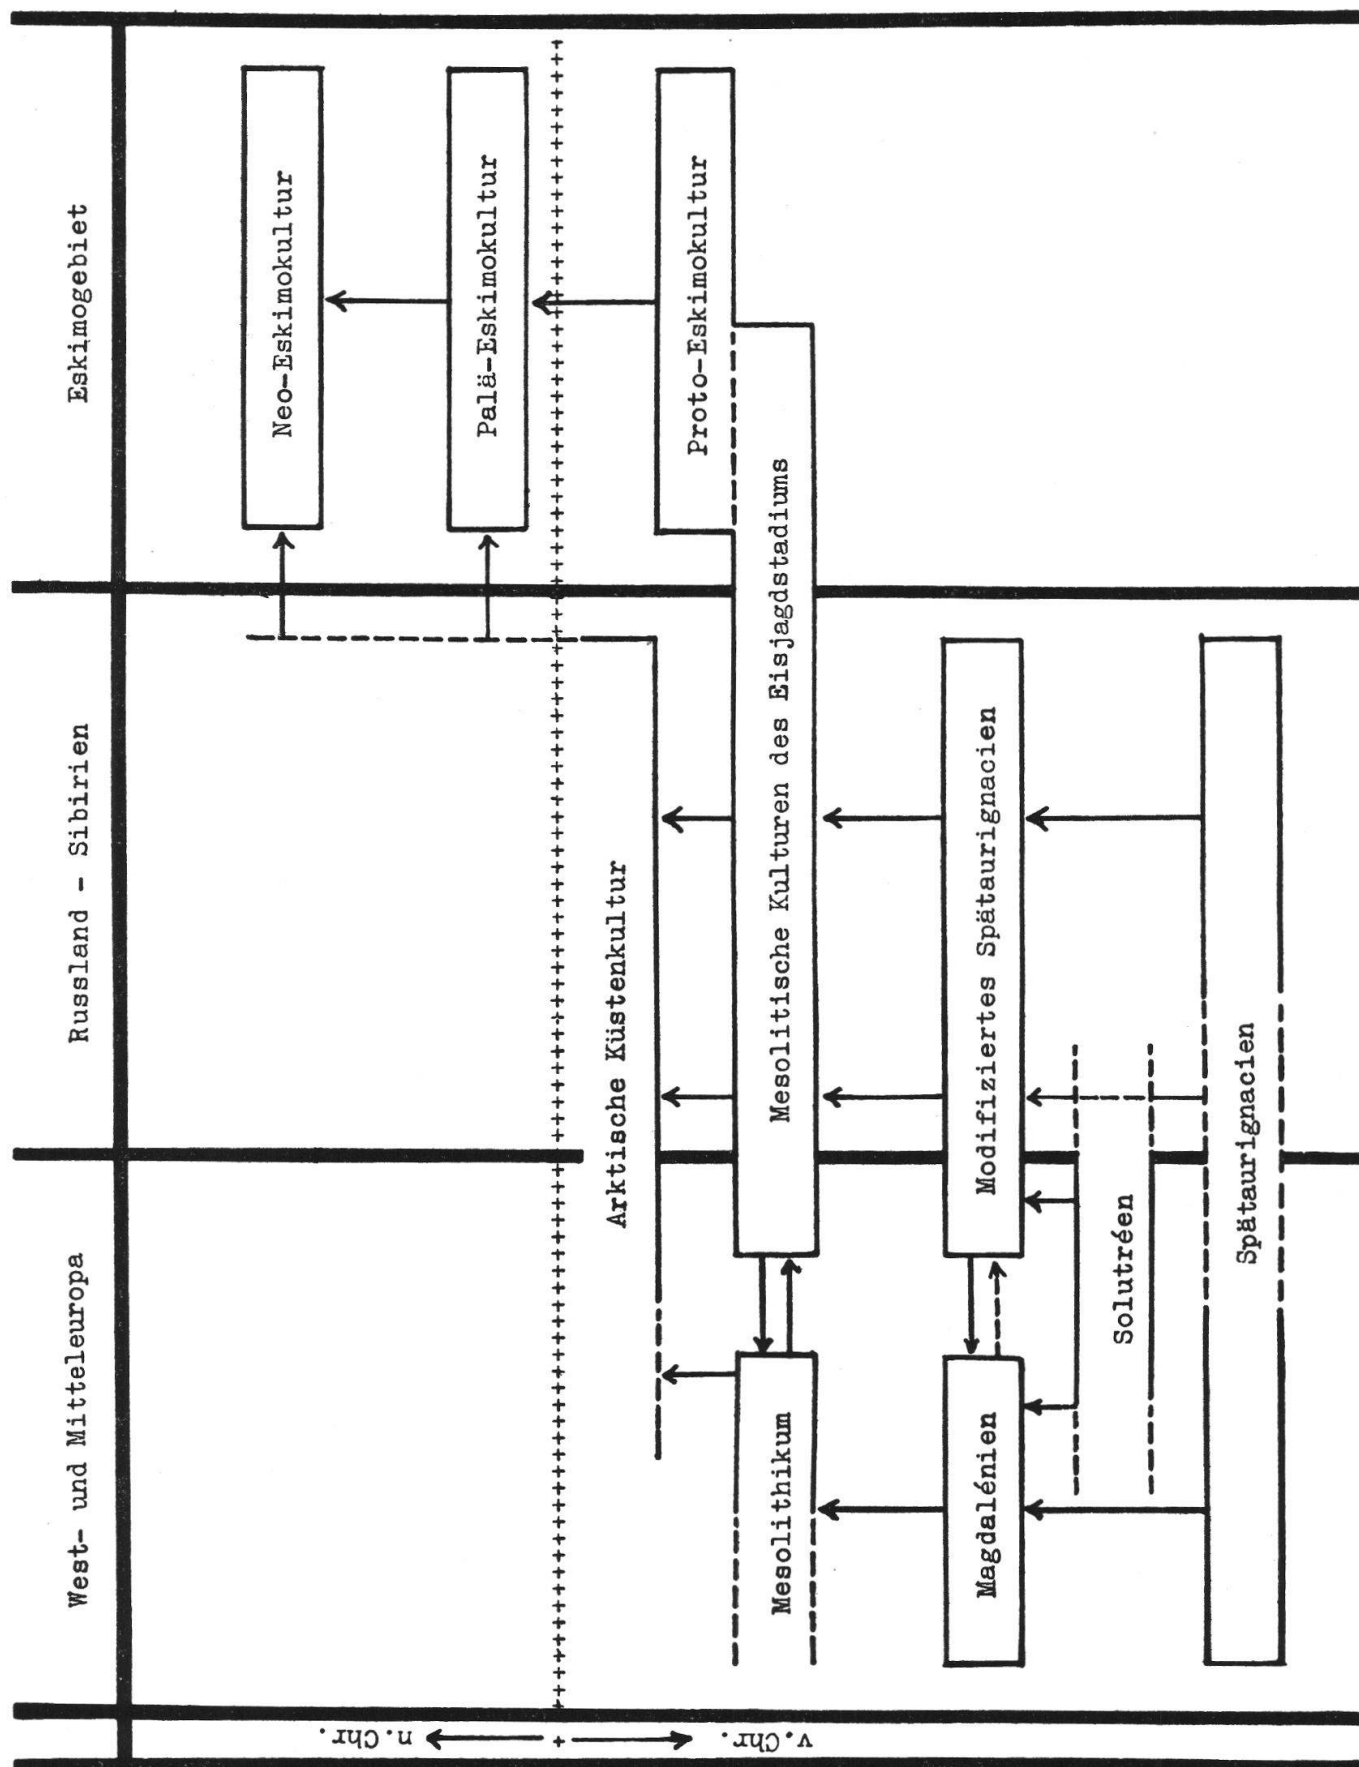 West- und Mitteleuropa
Russland - Sibirien
Eskimogebiet
n.Chr.
v.Chr.
Neo-Eskimokultur
Palä-Eskimokultur
Proto-Eskimokultur
Arktische Küstenkultur
Mesolitische Kulturen des Eisjagdstadiums
Mesolithikum
Modifiziertes Spätaurignacien
Magdalénien
Solutréen
Spätaurignacien